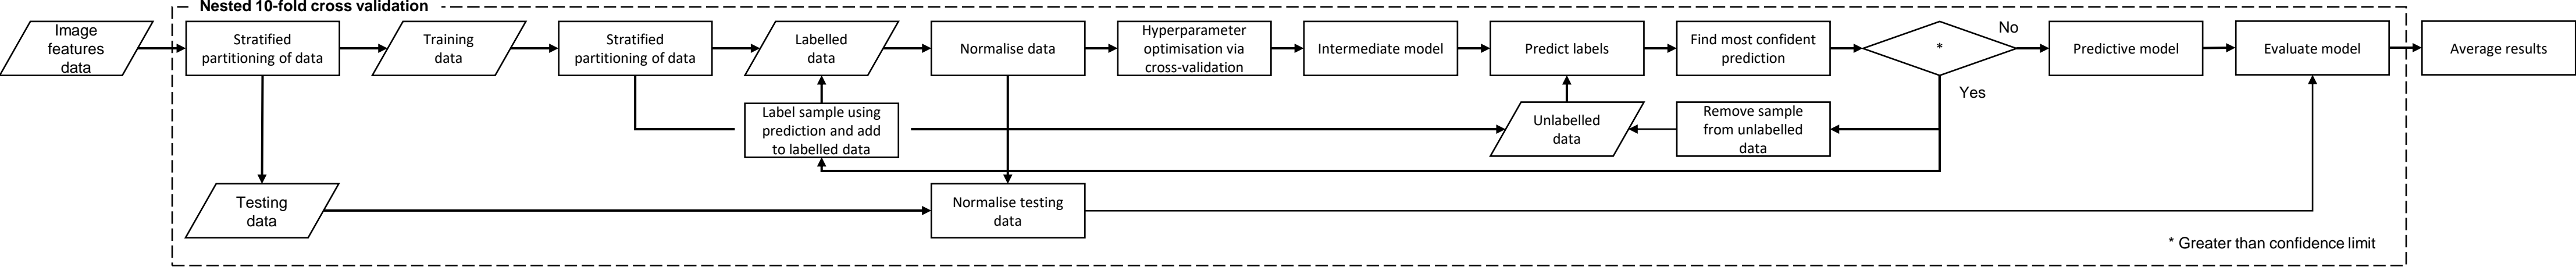 Nested 10-fold cross validation
Image
features
data
Stratified
partitioning of data
Training
data
Stratified
partitioning of data
Labelled
data
Normalise data
Hyperparameter
optimisation via
cross-validation
Intermediate model
Predict labels
Find most confident
prediction
*
No
Predictive model
Evaluate model
Average results
Yes
Label sample using
prediction and add
to labelled data
Unlabelled
data
Remove sample
from unlabelled
data
Testing
data
Normalise testing
data
* Greater than confidence limit